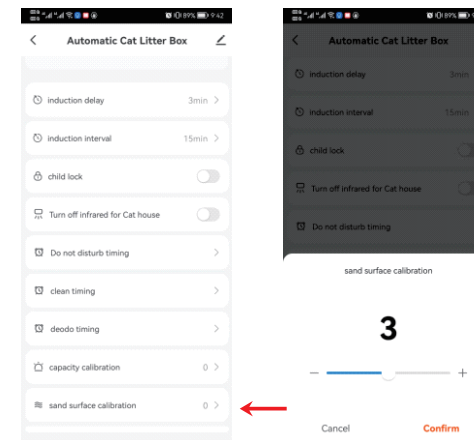 89% 9:42
Automatic Cat Litter Box
induction delay 3min
induction interval 15min
child lock
Turn off infrared for Cat house
Do not disturb timing
clean timing
deodo timing
capacity calibration 0
sand surface calibration 0
89%
Automatic Cat Litter Box
induction delay 3min
induction interval 15min
child lock
Turn off infrared for Cat house
Do not disturb timing
sand surface calibration
3
Cancel Confirm